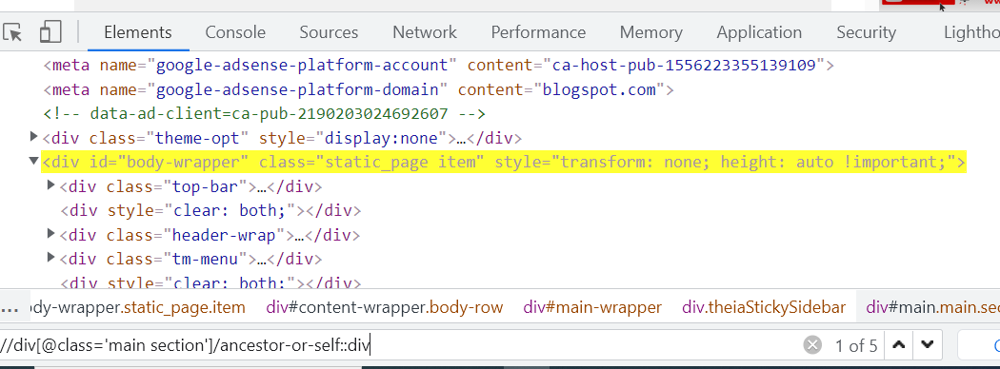 Elements Console Sources Network Performance Memory Application Security Lightho
<meta name="google-adsense-platform-account" content="ca-host-pub-1556223355139109">
<meta name="google-adsense-platform-domain" content="blogspot.com">
<!-- data-ad-client=ca-pub-2190203024692607 -->
<div class="theme-opt" style="display:none">…</div>
<div id="body-wrapper" class="static_page item" style="transform: none; height: auto !important;">
<div class="top-bar">…</div>
<div style="clear: both;"></div>
<div class="header-wrap">…</div>
<div class="tm-menu">…</div>
<div style="clear: both;"></div>
... dy-wrapper.static_page.item div#content-wrapper.body-row div#main-wrapper div.theiaStickySidebar div#main.main.sec
//div[@class='main section']/ancestor-or-self::div 1 of 5